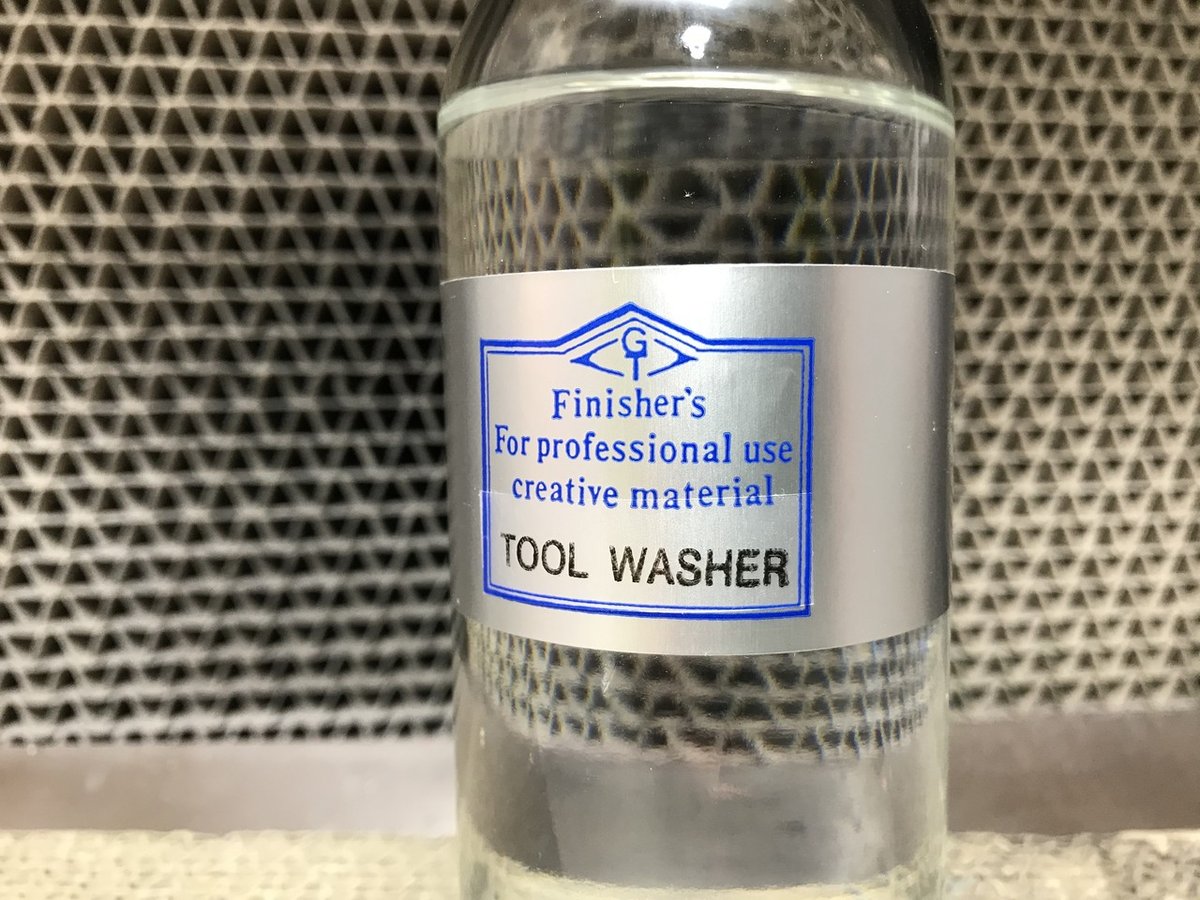 G
Finisher's
For professional use
creative material
TOOL WASHER